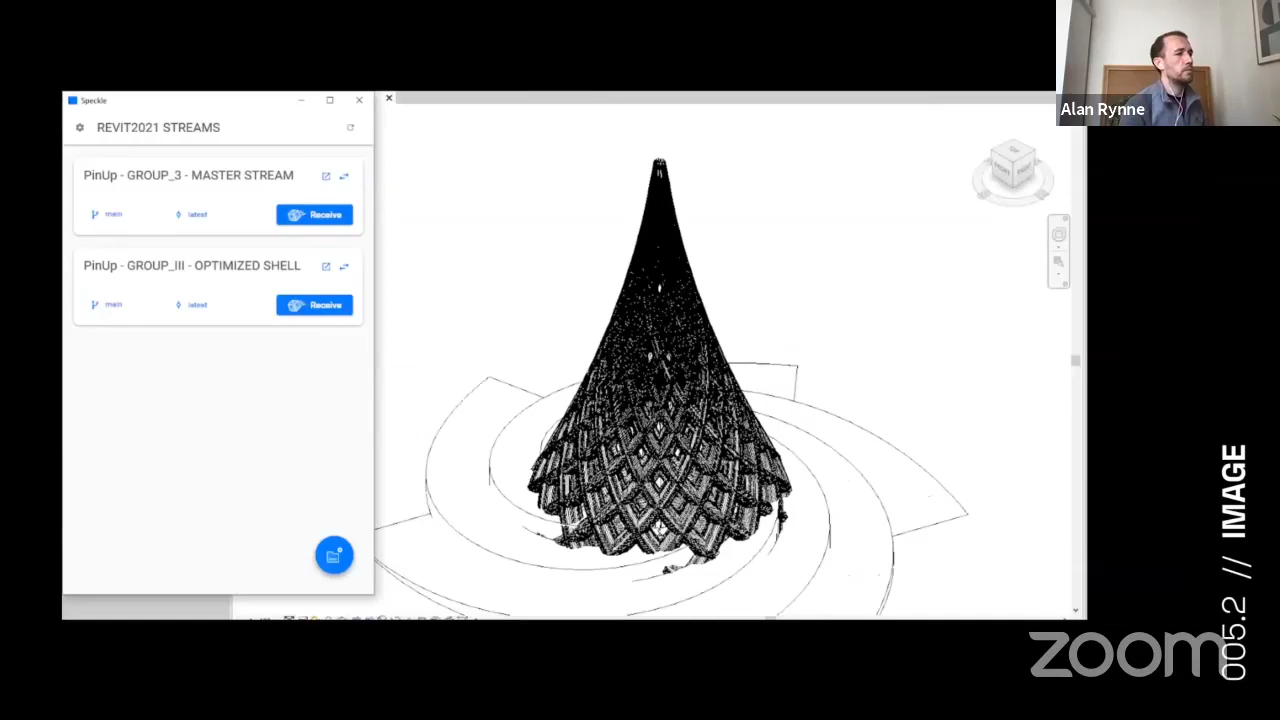 Speckle
REVIT2021 STREAMS
PinUp - GROUP_3 - MASTER STREAM
main
latest
Receive
PinUp - GROUP_III - OPTIMIZED SHELL
main
latest
Receive
Alan Rynne
005.2 // IMAGE
zoom